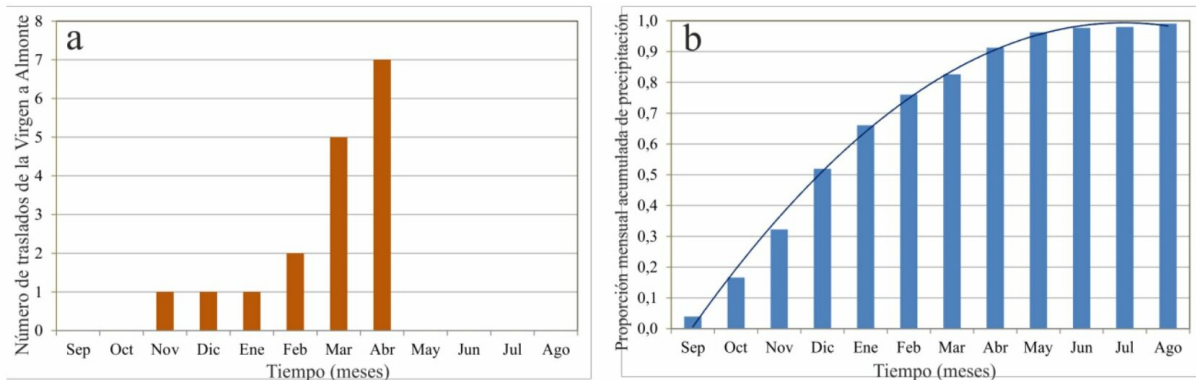 a
Número de traslados de la Virgen a Almonte
8
7
6
5
4
3
2
1
0
Sep Oct Nov Dic Ene Feb Mar Abr May Jun Jul Ago
Tiempo (meses)
b
Proporción mensual acumulada de precipitación
1,0
0,9
0,8
0,7
0,6
0,5
0,4
0,3
0,2
0,1
0,0
Sep Oct Nov Dic Ene Feb Mar Abr May Jun Jul Ago
Tiempo (meses)